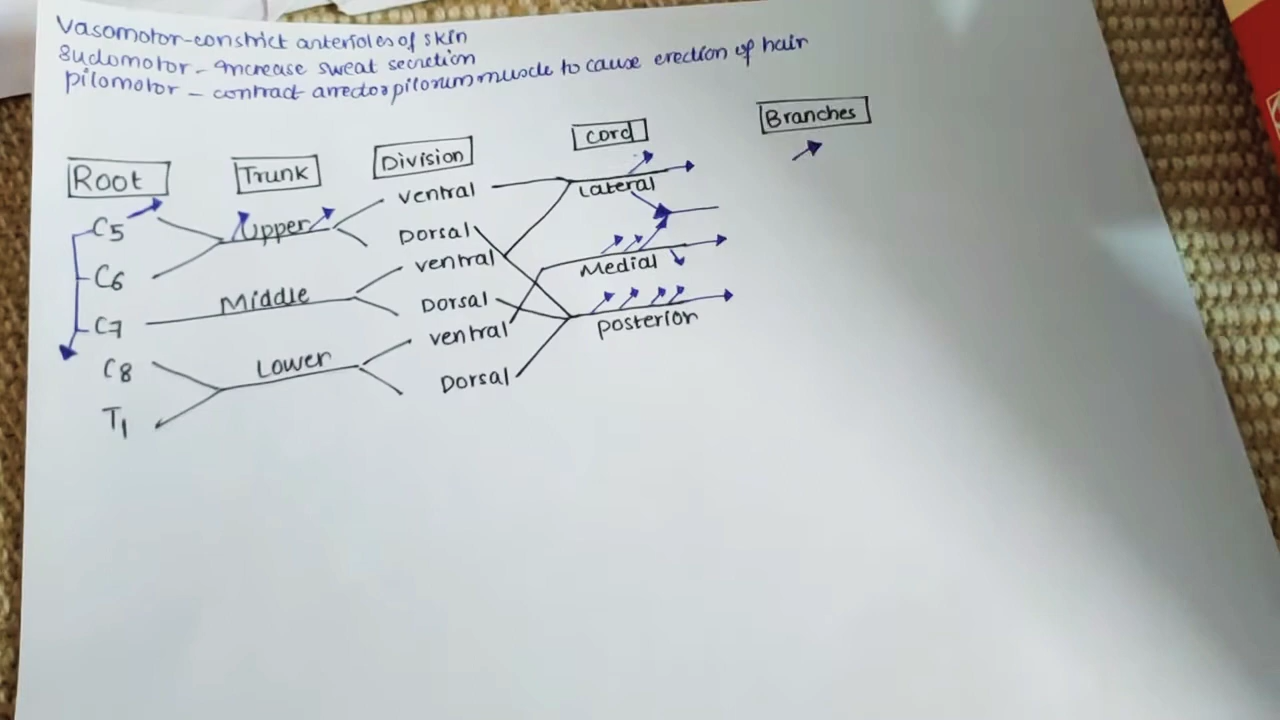 Vasomotor-constrict arterioles of skin
Sudomotor - Increase sweat secretion
pilomotor - contract arrector pilorum muscle to cause erection of hair
Root Trunk Division Cord Branches
C5 Upper ventral Lateral
Dorsal
C6 Middle ventral Medial
C7 Dorsal posterior
C8 Lower ventral
T1 Dorsal